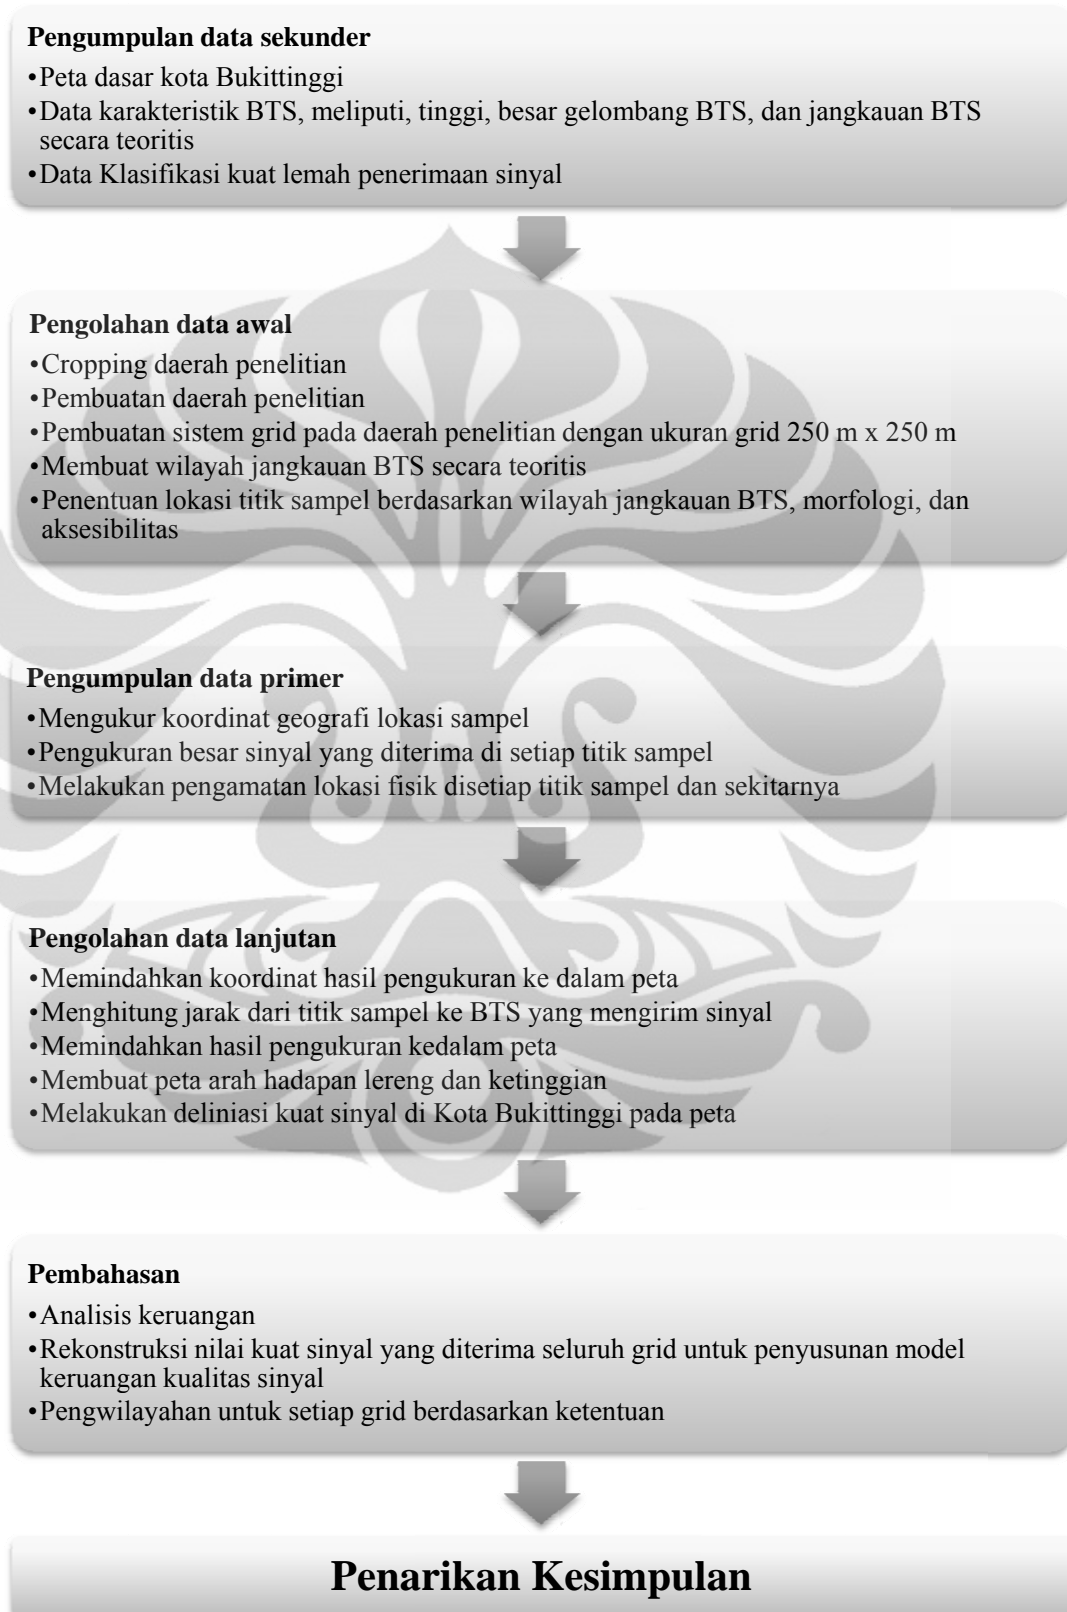 Pengumpulan data sekunder
•Peta dasar kota Bukittinggi
•Data karakteristik BTS, meliputi, tinggi, besar gelombang BTS, dan jangkauan BTS
secara teoritis
•Data Klasifikasi kuat lemah penerimaan sinyal
Pengolahan data awal
•Cropping daerah penelitian
•Pembuatan daerah penelitian
•Pembuatan sistem grid pada daerah penelitian dengan ukuran grid 250 m x 250 m
•Membuat wilayah jangkauan BTS secara teoritis
•Penentuan lokasi titik sampel berdasarkan wilayah jangkauan BTS, morfologi, dan
aksesibilitas
Pengumpulan data primer
•Mengukur koordinat geografi lokasi sampel
•Pengukuran besar sinyal yang diterima di setiap titik sampel
•Melakukan pengamatan lokasi fisik disetiap titik sampel dan sekitarnya
Pengolahan data lanjutan
•Memindahkan koordinat hasil pengukuran ke dalam peta
•Menghitung jarak dari titik sampel ke BTS yang mengirim sinyal
•Memindahkan hasil pengukuran kedalam peta
•Membuat peta arah hadapan lereng dan ketinggian
•Melakukan deliniasi kuat sinyal di Kota Bukittinggi pada peta
Pembahasan
•Analisis keruangan
•Rekonstruksi nilai kuat sinyal yang diterima seluruh grid untuk penyusunan model
keruangan kualitas sinyal
•Pengwilayahan untuk setiap grid berdasarkan ketentuan
Penarikan Kesimpulan